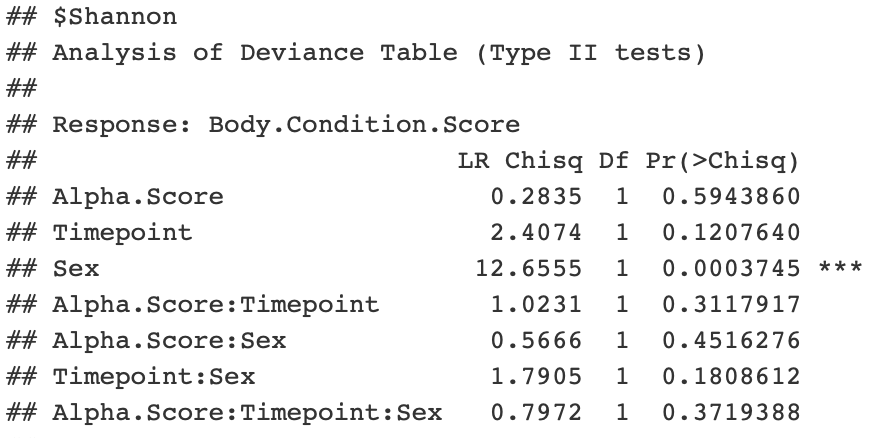 ## $Shannon
## Analysis of Deviance Table (Type II tests)
##
## Response: Body.Condition.Score
##                           LR Chisq Df Pr(>Chisq)
## Alpha.Score                 0.2835  1  0.5943860
## Timepoint                   2.4074  1  0.1207640
## Sex                        12.6555  1  0.0003745 ***
## Alpha.Score:Timepoint       1.0231  1  0.3117917
## Alpha.Score:Sex             0.5666  1  0.4516276
## Timepoint:Sex               1.7905  1  0.1808612
## Alpha.Score:Timepoint:Sex   0.7972  1  0.3719388